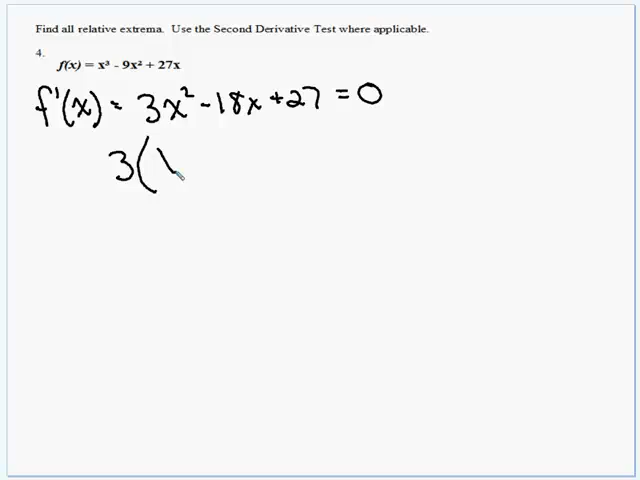 Find all relative extrema. Use the Second Derivative Test where applicable.
4.
f(x) = x³ - 9x² + 27x
f'(x) = 3x² - 18x + 27 = 0
3(